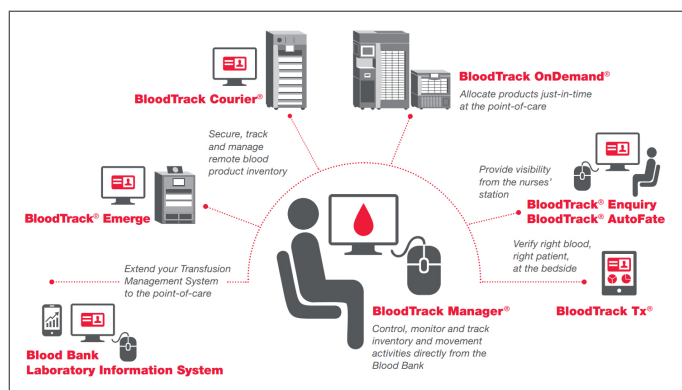 BloodTrack Courier®
Secure, track
and manage
remote blood
product inventory
BloodTrack OnDemand®
Allocate products just-in-time
at the point-of-care
BloodTrack® Emerge
Provide visibility
from the nurses'
station
BloodTrack® Enquiry
BloodTrack® AutoFate
Extend your Transfusion
Management System
to the point-of-care
Blood Bank
Laboratory Information System
BloodTrack Manager®
Control, monitor and track
inventory and movement
activities directly from the
Blood Bank
Verify right blood,
right patient,
at the bedside
BloodTrack Tx®